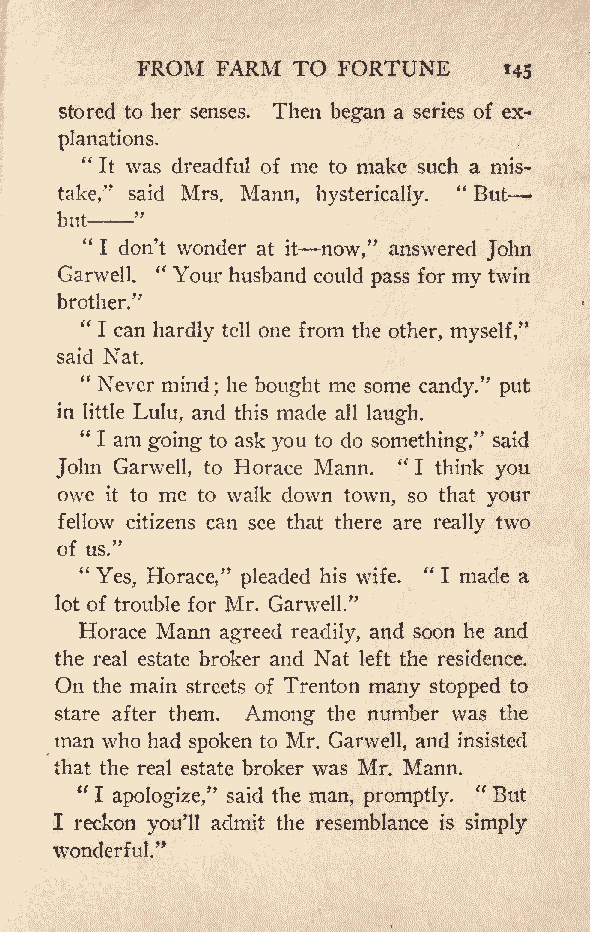 FROM FARM TO FORTUNE 145
stored to her senses. Then began a series of ex-
planations.
“ It was dreadful of me to make such a mis-
take,” said Mrs. Mann, hysterically. “ But—
but——”
“ I don’t wonder at it—now,” answered John
Garwell. “ Your husband could pass for my twin
brother.”
“ I can hardly tell one from the other, myself,”
said Nat.
“ Never mind; he bought me some candy.” put
in little Lulu, and this made all laugh.
“ I am going to ask you to do something,” said
John Garwell, to Horace Mann. “ I think you
owe it to me to walk down town, so that your
fellow citizens can see that there are really two
of us.”
“ Yes, Horace,” pleaded his wife. “ I made a
lot of trouble for Mr. Garwell.”
Horace Mann agreed readily, and soon he and
the real estate broker and Nat left the residence.
On the main streets of Trenton many stopped to
stare after them. Among the number was the
man who had spoken to Mr. Garwell, and insisted
that the real estate broker was Mr. Mann.
“ I apologize,” said the man, promptly. “ But
I reckon you’ll admit the resemblance is simply
wonderful.”